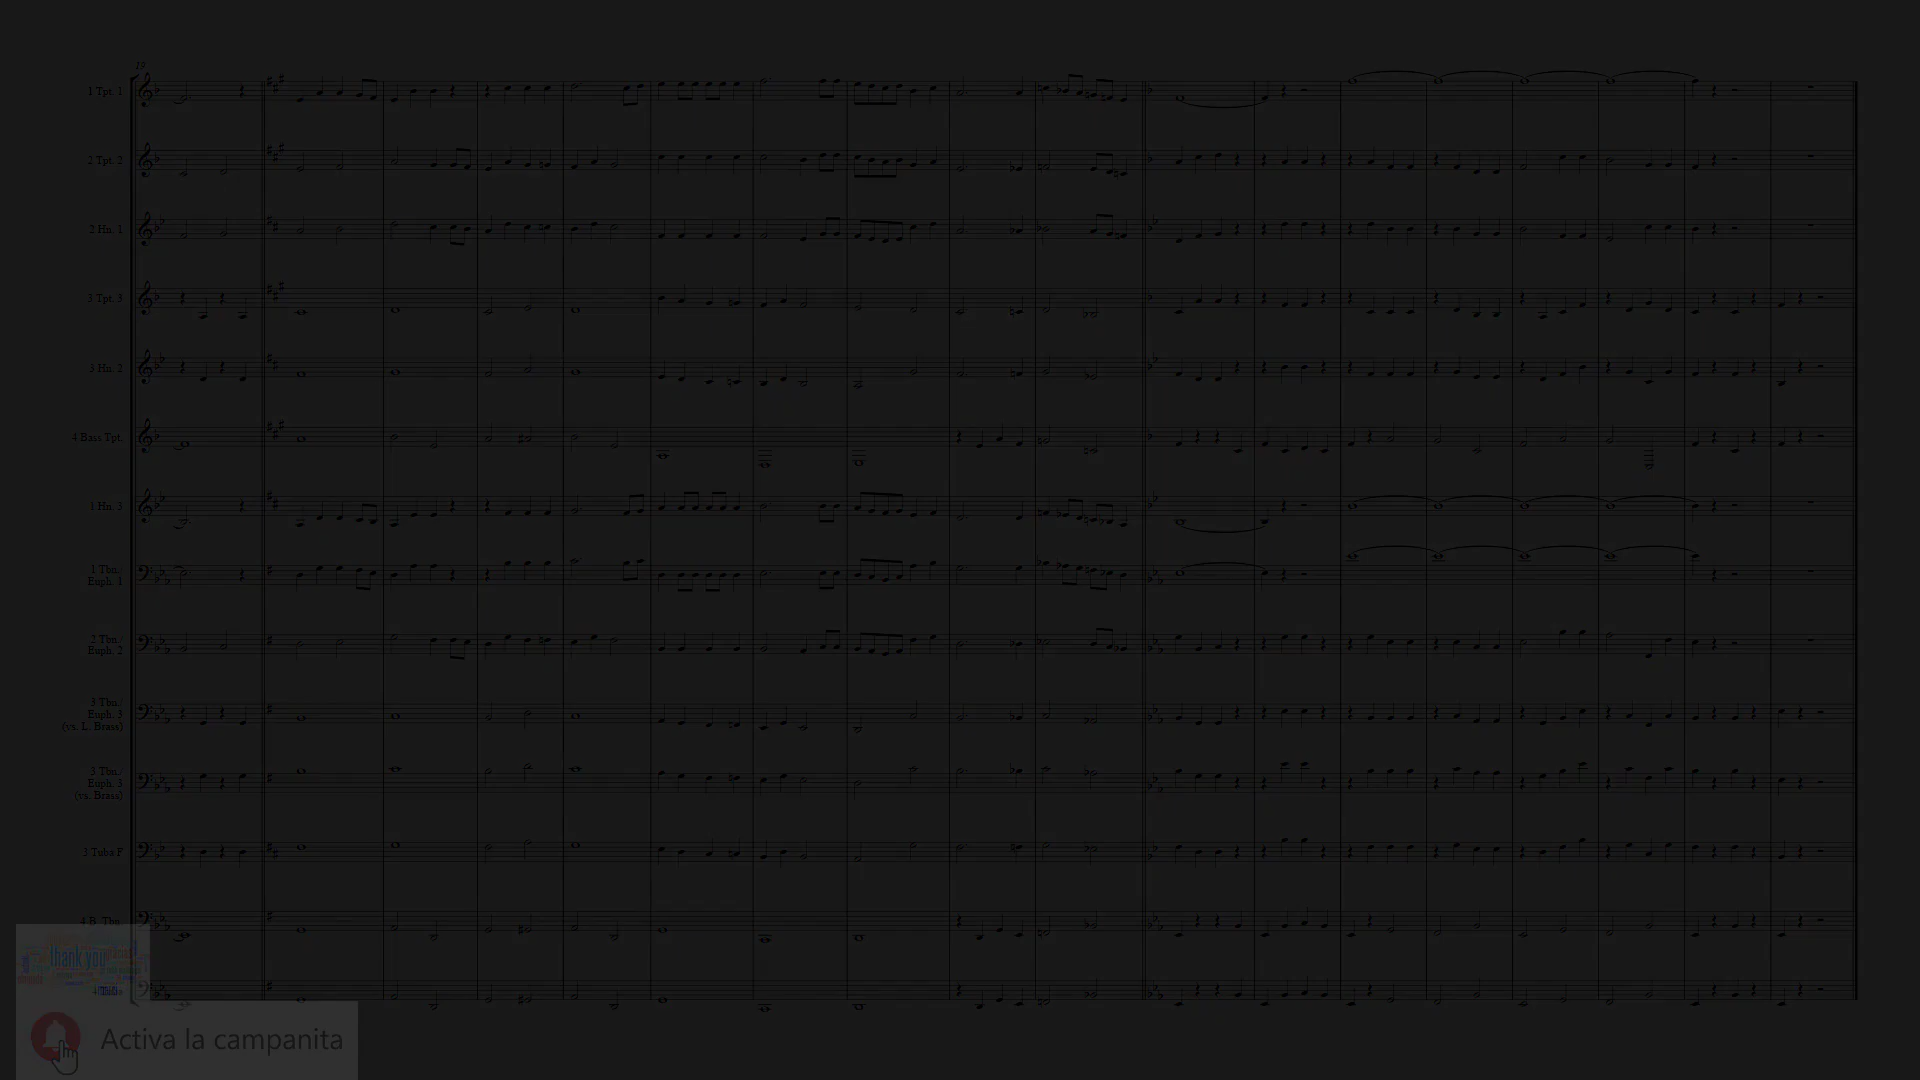 19
1 Tpt. 1
2 Tpt. 2
2 Hn. 1
3 Tpt. 3
3 Hn. 2
4 Bass Tpt.
1 Hn. 3
1 Tbn./
Euph. 1
2 Tbn./
Euph. 2
3 Tbn./
Euph. 3
(vs. L. Brass)
3 Tbn./
Euph. 3
(vs. Brass)
3 Tuba F
4 B. Tbn.
thank you
Activa la campanita